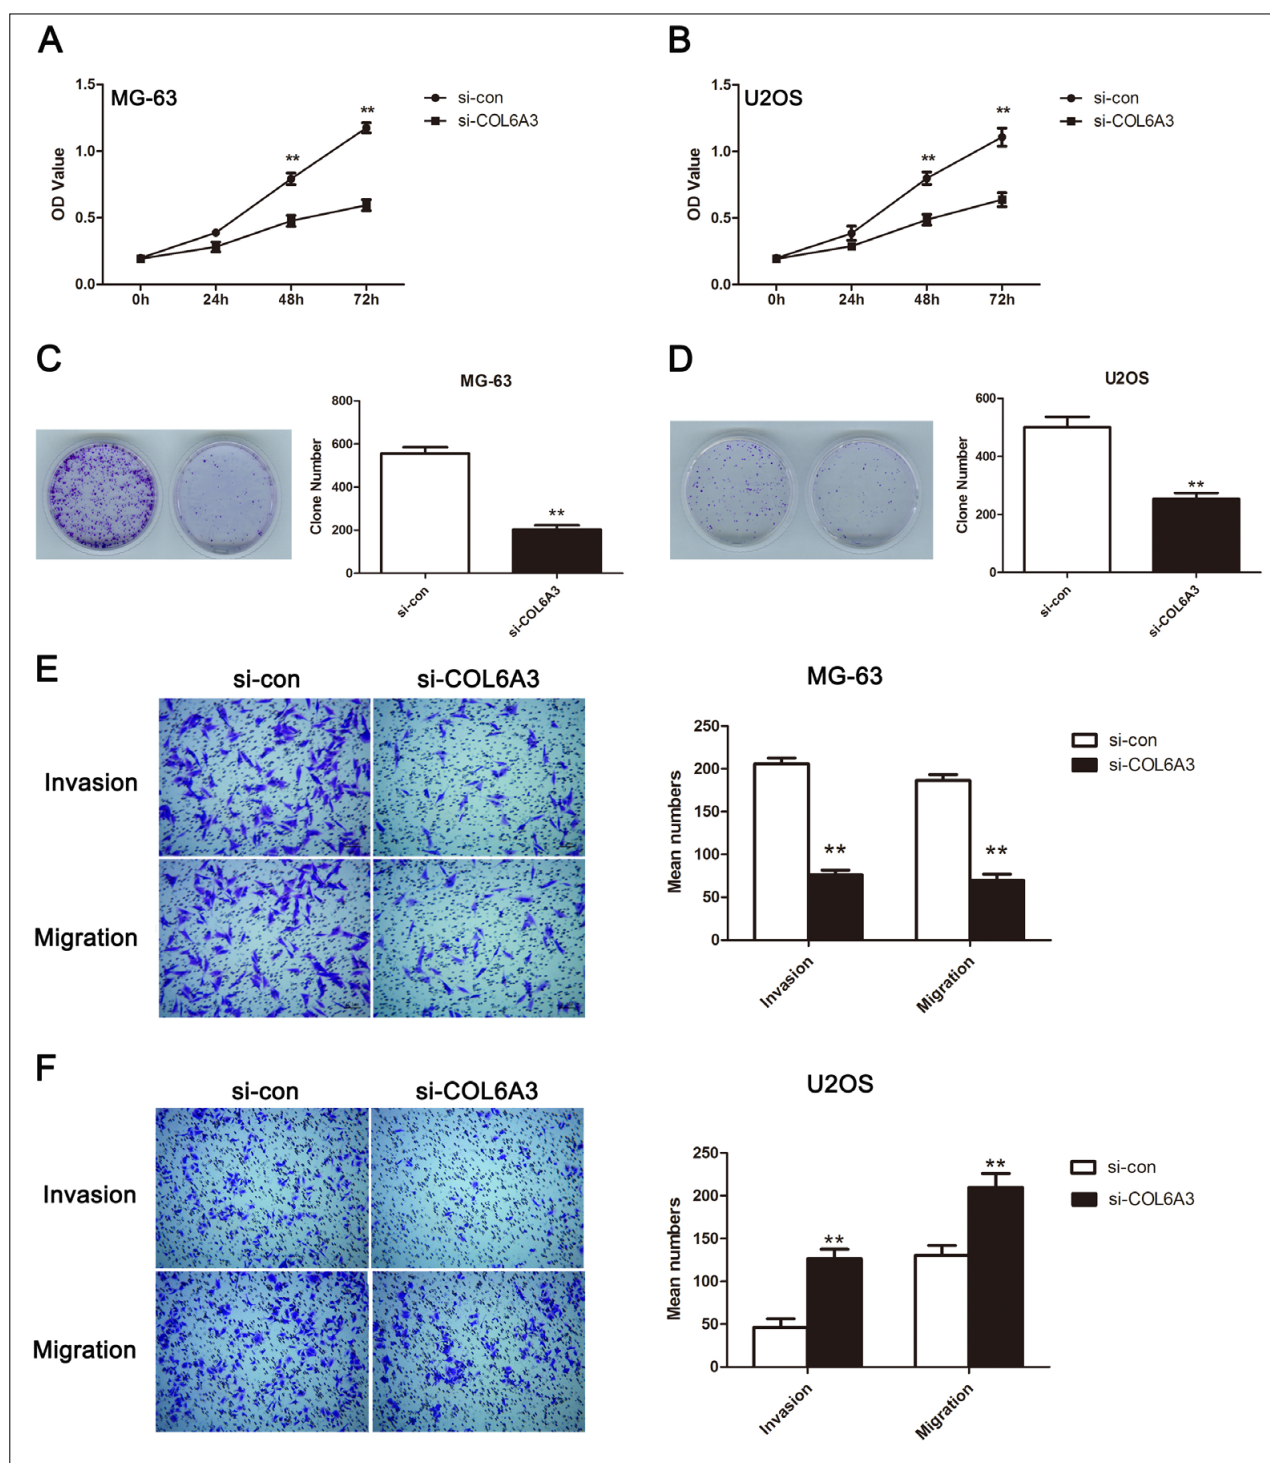 A
MG-63
si-con
si-COL6A3
OD Value
1.5
1.0
0.5
0.0
**
**
0h 24h 48h 72h
B
U2OS
si-con
si-COL6A3
OD Value
1.5
1.0
0.5
0.0
**
**
0h 24h 48h 72h
C
MG-63
Clone Number
800
600
400
200
0
**
si-con
si-COL6A3
D
U2OS
Clone Number
600
400
200
0
**
si-con
si-COL6A3
E
si-con si-COL6A3
Invasion
Migration
MG-63
Mean numbers
250
200
150
100
50
0
** **
Invasion Migration
si-con
si-COL6A3
F
si-con si-COL6A3
Invasion
Migration
U2OS
Mean numbers
250
200
150
100
50
0
** **
Invasion Migration
si-con
si-COL6A3